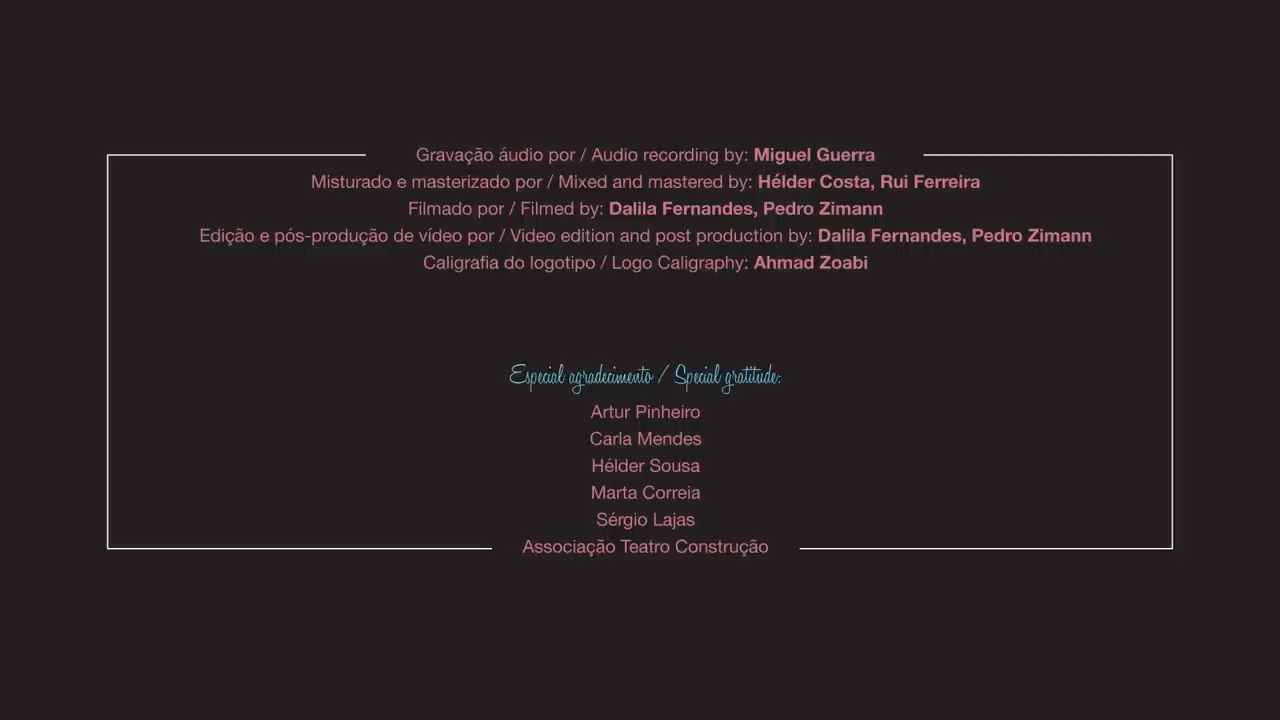 Gravação áudio por / Audio recording by: Miguel Guerra
Misturado e masterizado por / Mixed and mastered by: Hélder Costa, Rui Ferreira
Filmado por / Filmed by: Dalila Fernandes, Pedro Zimann
Edição e pós-produção de vídeo por / Video edition and post production by: Dalila Fernandes, Pedro Zimann
Caligrafia do logotipo / Logo Caligraphy: Ahmad Zoabi
Especial agradecimento / Special gratitude:
Artur Pinheiro
Carla Mendes
Hélder Sousa
Marta Correia
Sérgio Lajas
Associação Teatro Construção